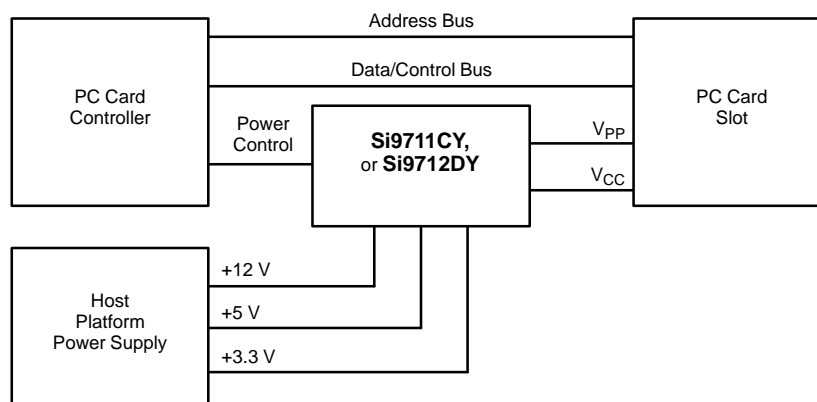 Address Bus
Data/Control Bus
PC Card
Controller
Power
Control
Si9711CY,
or Si9712DY
VPP
VCC
PC Card
Slot
Host
Platform
Power Supply
+12 V
+5 V
+3.3 V